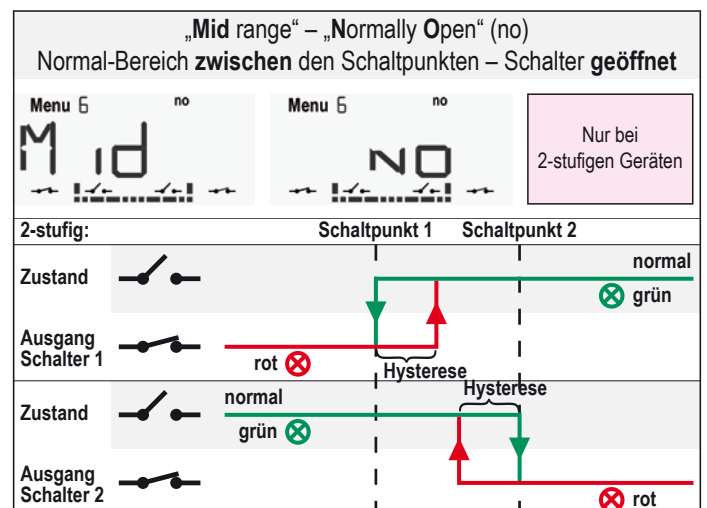 „Mid range“ – „Normally Open“ (no)
Normal-Bereich zwischen den Schaltpunkten – Schalter geöffnet
Menu 6 no
Mid
Menu 6 no
NO
Nur bei
2-stufigen Geräten
2-stufig: Schaltpunkt 1 Schaltpunkt 2
normal
Zustand
grün
Ausgang
Schalter 1
rot
Hysterese
Hysterese
normal
Zustand
grün
Ausgang
Schalter 2
rot